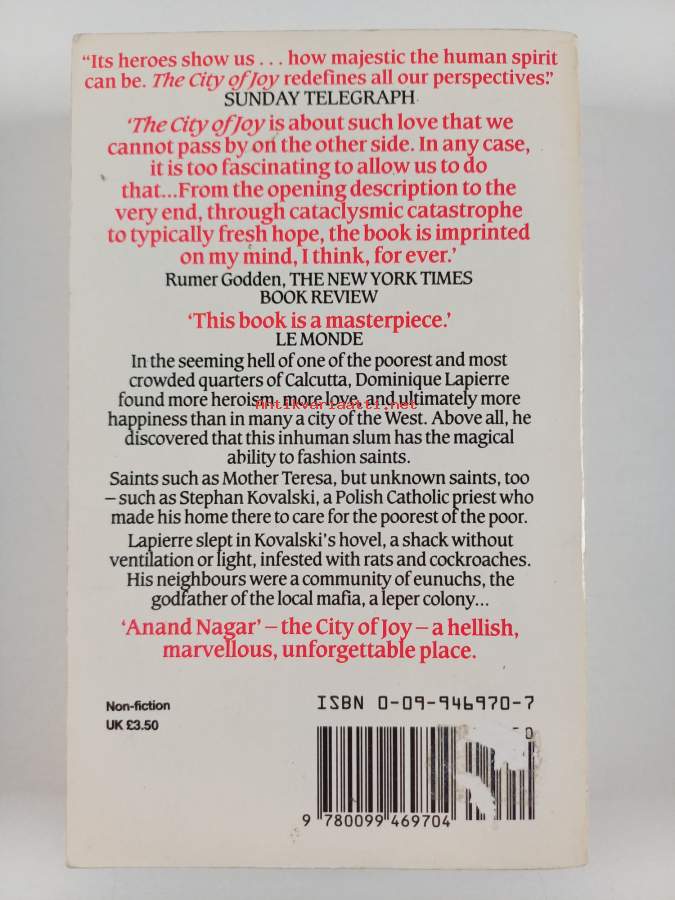 “Its heroes show us . . . how majestic the human spirit
can be. The City of Joy redefines all our perspectives.”
SUNDAY TELEGRAPH
‘The City of Joy is about such love that we
cannot pass by on the other side. In any case,
it is too fascinating to allow us to do
that...From the opening description to the
very end, through cataclysmic catastrophe
to typically fresh hope, the book is imprinted
on my mind, I think, for ever.’
Rumer Godden, THE NEW YORK TIMES
BOOK REVIEW
‘This book is a masterpiece.’
LE MONDE
In the seeming hell of one of the poorest and most
crowded quarters of Calcutta, Dominique Lapierre
found more heroism, more love, and ultimately more
Antikvariaatti.net
happiness than in many a city of the West. Above all, he
discovered that this inhuman slum has the magical
ability to fashion saints.
Saints such as Mother Teresa, but unknown saints, too
– such as Stephan Kovalski, a Polish Catholic priest who
made his home there to care for the poorest of the poor.
Lapierre slept in Kovalski’s hovel, a shack without
ventilation or light, infested with rats and cockroaches.
His neighbours were a community of eunuchs, the
godfather of the local mafia, a leper colony...
‘Anand Nagar’ – the City of Joy – a hellish,
marvellous, unforgettable place.
Non-fiction
UK £3.50
ISBN 0-09-946970-7
9 780099 469704